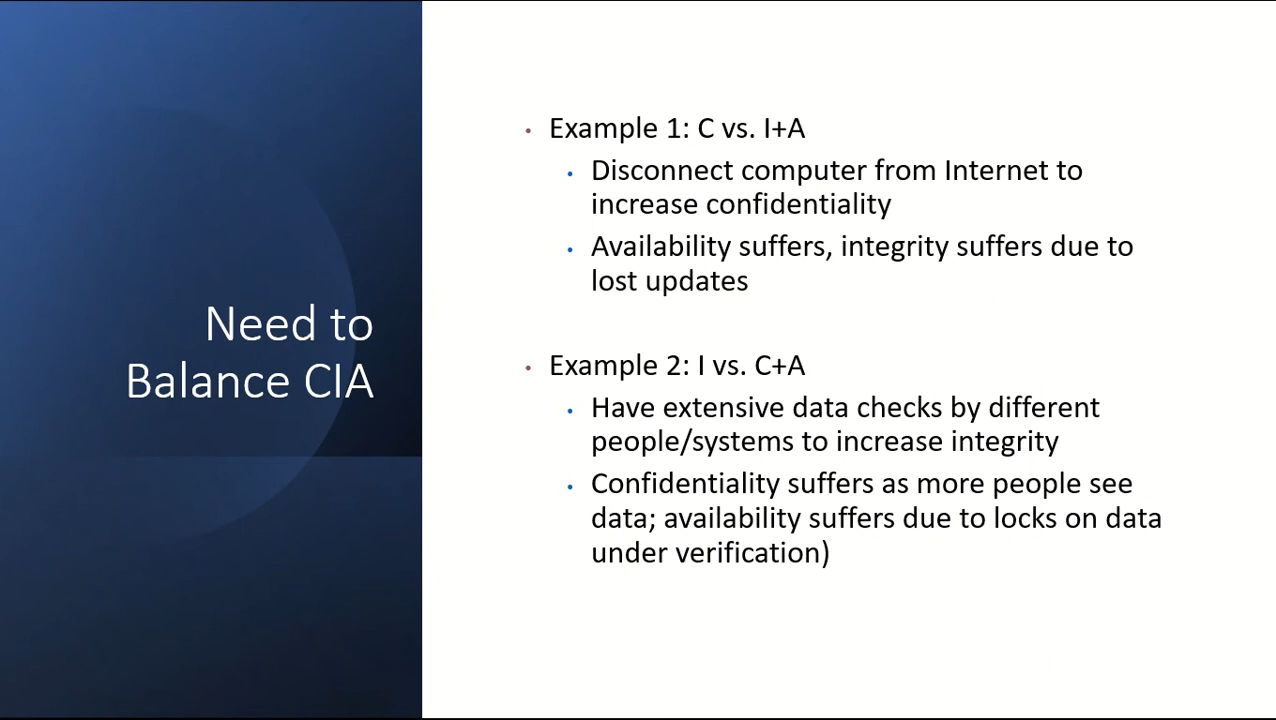 Need to
Balance CIA
• Example 1: C vs. I+A
• Disconnect computer from Internet to
increase confidentiality
• Availability suffers, integrity suffers due to
lost updates
• Example 2: I vs. C+A
• Have extensive data checks by different
people/systems to increase integrity
• Confidentiality suffers as more people see
data; availability suffers due to locks on data
under verification)